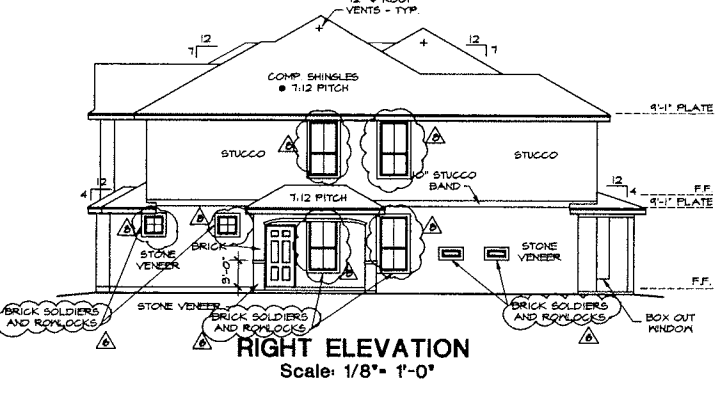 VENTS - TYP.
12
7
12
7
COMP. SHINGLES
@ 7:12 PITCH
9'-1" PLATE
STUCCO
STUCCO
10" STUCCO
BAND
12
4
12
4
7:12 PITCH
F.F.
9'-1" PLATE
BRICK
STONE
VENEER
STONE
VENEER
3'-0"
F.F.
STONE VENEER
BRICK SOLDIERS
AND ROWLOCKS
BRICK SOLDIERS
AND ROWLOCKS
BRICK SOLDIERS
AND ROWLOCKS
BOX OUT
WINDOW
RIGHT ELEVATION
Scale: 1/8"= 1'-0"